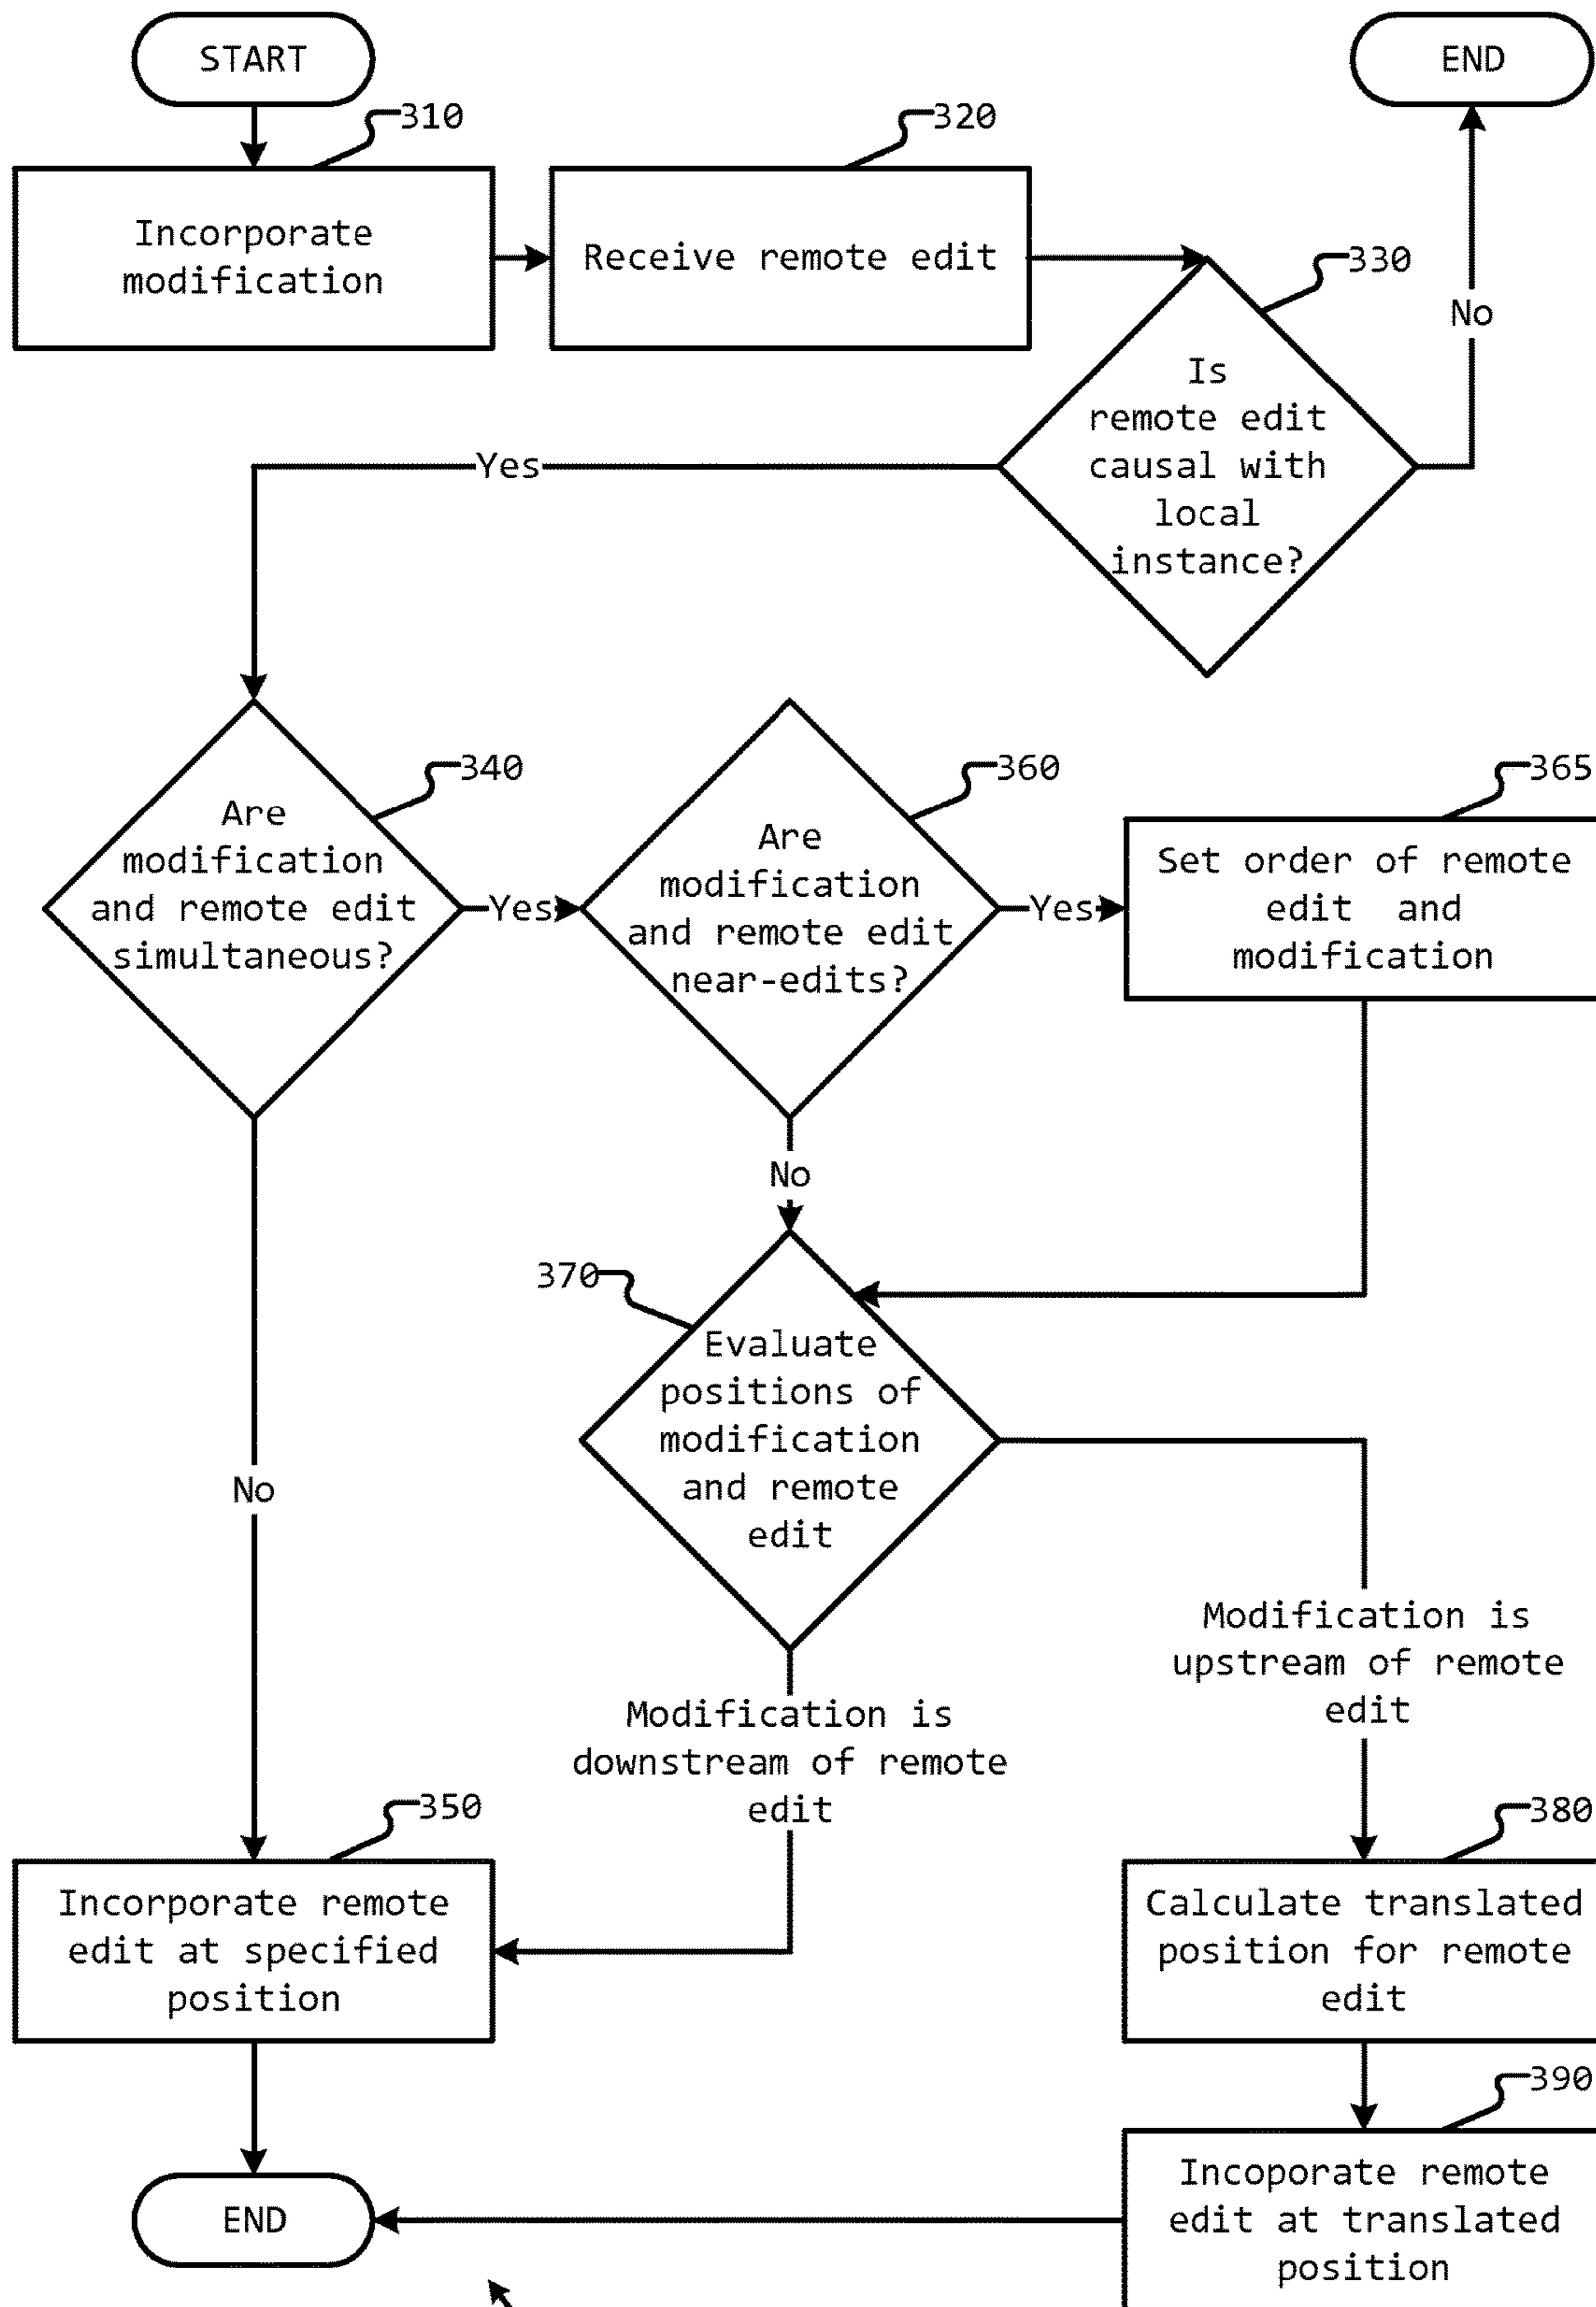 START
END
310
320
Incorporate
modification
Receive remote edit
330
No
Is
remote edit
causal with
local
instance?
Yes
340
360
365
Are
modification
and remote edit
simultaneous?
Yes
Are
modification
and remote edit
near-edits?
Yes
Set order of remote
edit and
modification
No
370
Evaluate
positions of
modification
and remote
edit
No
Modification is
upstream of remote
edit
Modification is
downstream of remote
edit
350
380
Incorporate remote
edit at specified
position
Calculate translated
position for remote
edit
390
END
Incoporate remote
edit at translated
position